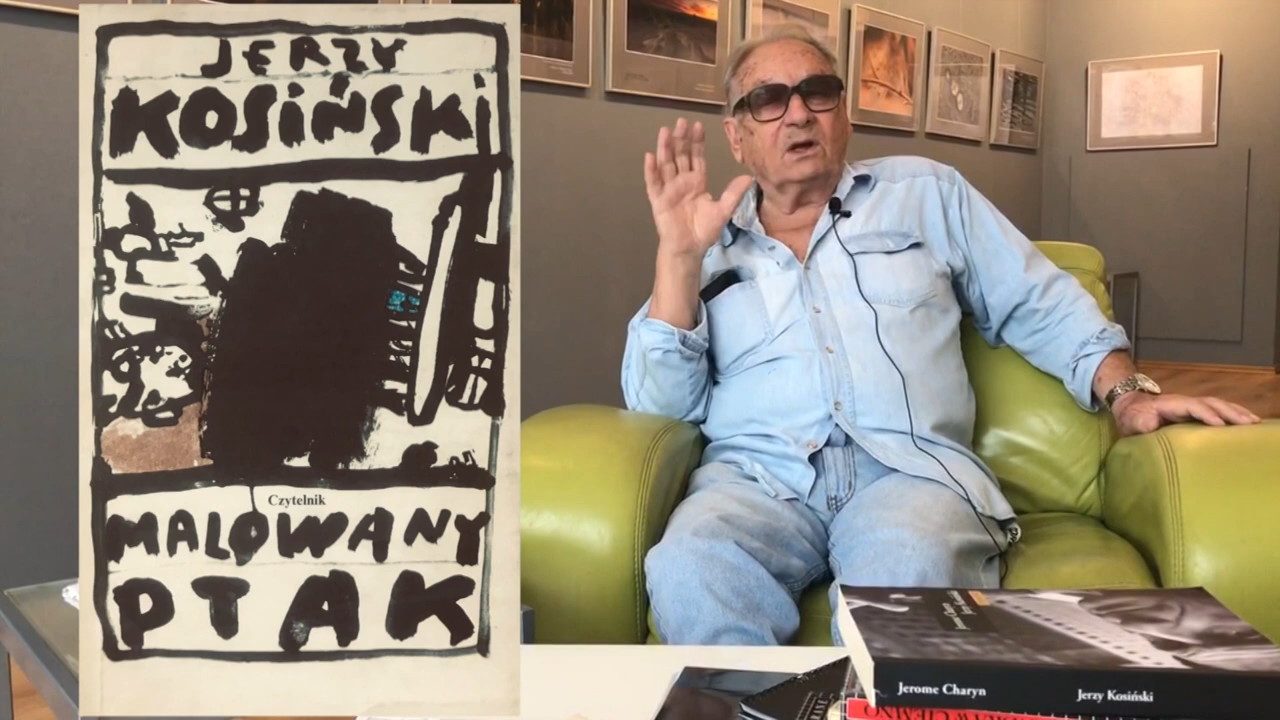 JERZY
KOSIŃSKI
Czytelnik
MALOWANY
PTAK
Jerome Charyn
Jerzy Kosiński